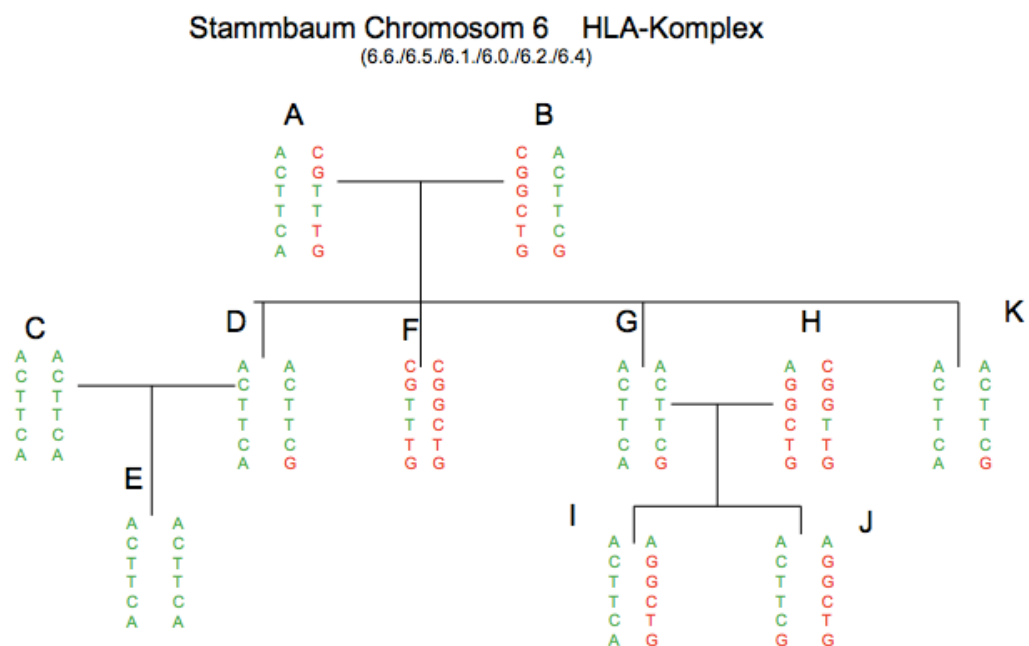 Stammbaum Chromosom 6 HLA-Komplex
(6.6./6.5./6.1./6.0./6.2./6.4)
A
A C
C G
T T
T T
C T
A G
B
C A
G C
G T
C T
T C
G G
C
A A
C C
T T
T T
C C
A A
D
A A
C C
T T
T T
C C
A G
F
C C
G G
T G
T C
T T
G G
G
A A
C C
T T
T T
C C
A G
H
A C
G G
G G
C T
T T
G G
K
A A
C C
T T
T T
C C
A G
E
A A
C C
T T
T T
C C
A A
I
A A
C G
T G
T C
C T
A G
J
A A
C G
T G
T C
C T
G G